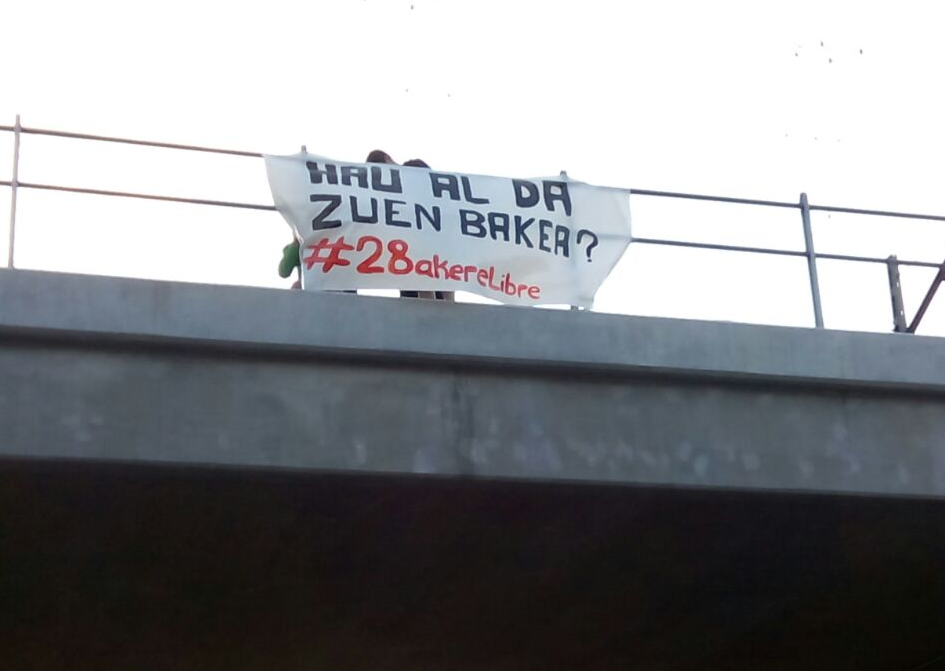 HAU AL DA
ZUEN BAKEA?
#28akereLibre